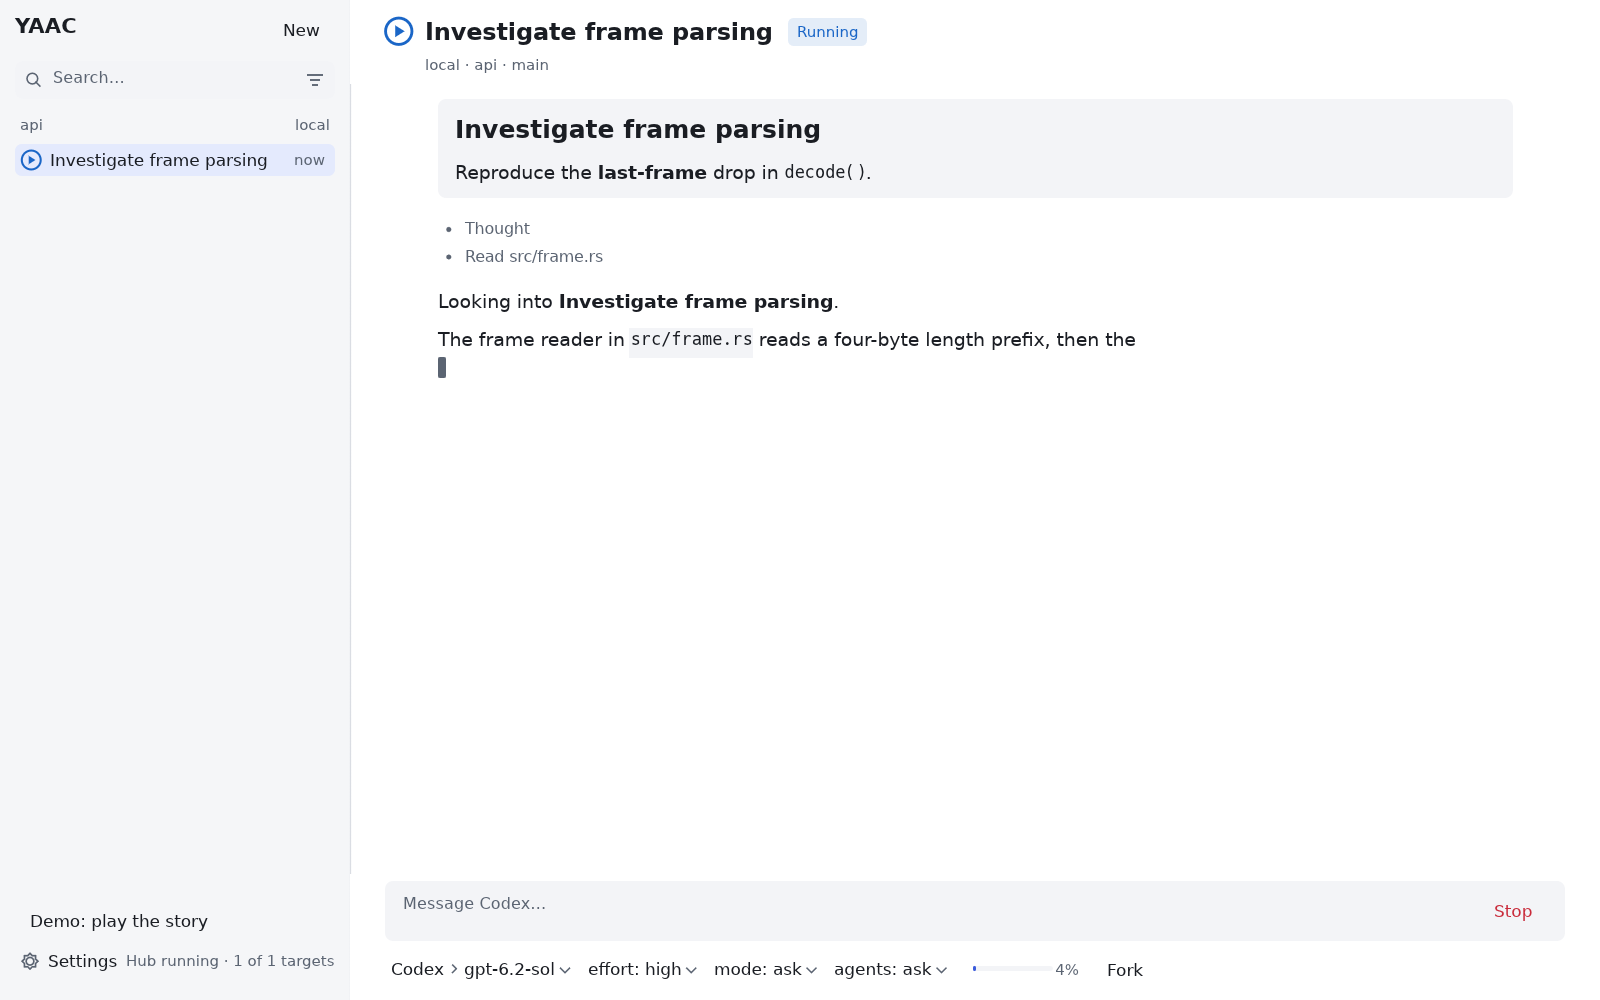 YAAC
New
Search...
api local
Investigate frame parsing now
Demo: play the story
Settings Hub running · 1 of 1 targets
Investigate frame parsing Running
local · api · main
Investigate frame parsing
Reproduce the last-frame drop in decode().
• Thought
• Read src/frame.rs
Looking into Investigate frame parsing.
The frame reader in src/frame.rs reads a four-byte length prefix, then the
Message Codex...
Stop
Codex > gpt-6.2-sol effort: high mode: ask agents: ask 4% Fork